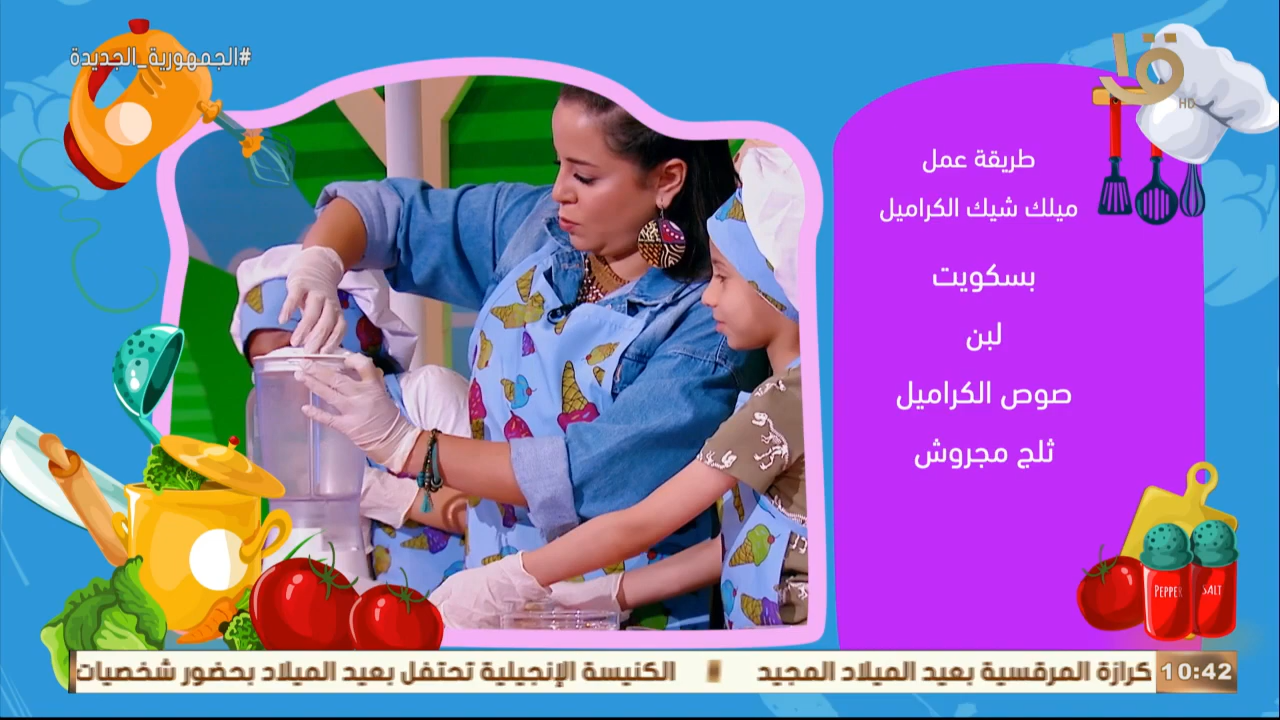 #الجمهورية_الجديدة
HD
طريقة عمل
ميلك شيك الكراميل
بسكويت
لبن
صوص الكراميل
ثلج مجروش
PEPPER
SALT
10:42
كرازة المرقسية بعيد الميلاد المجيد
الكنيسة الإنجيلية تحتفل بعيد الميلاد بحضور شخصيات